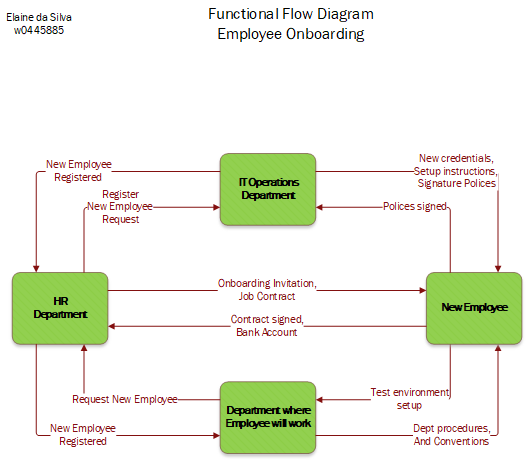 Elaine da Silva
w0445885
Functional Flow Diagram
Employee Onboarding
New Employee
Registered
New credentials,
Setup instructions,
Signature Polices
IT Operations
Department
Register
New Employee
Request
Polices signed
HR
Department
Onboarding Invitation,
Job Contract
New Employee
Contract signed,
Bank Account
Request New Employee
Test environment
setup
Department where
Employee will work
New Employee
Registered
Dept procedures,
And Conventions